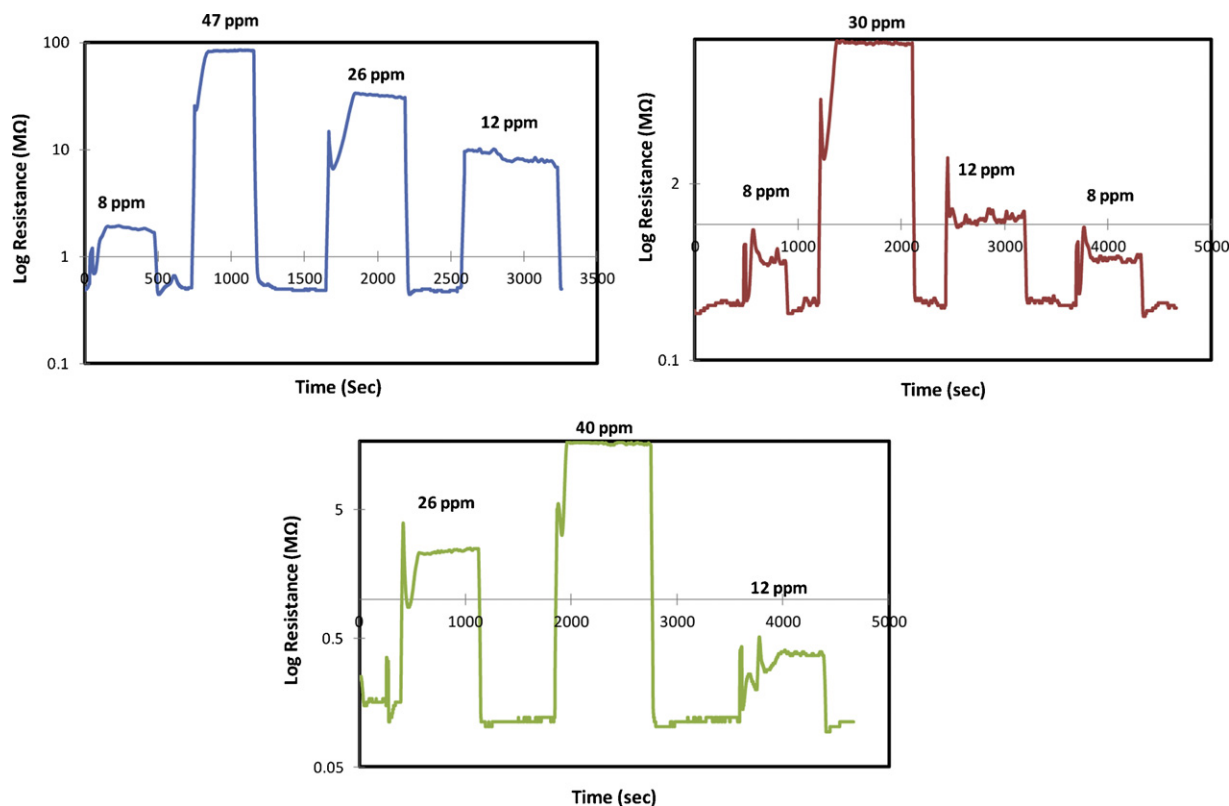 47 ppm
100
10
1
0.1
Log Resistance (MΩ)
8 ppm
26 ppm
12 ppm
0 5000 1000 1500 2000 2500 3000 3500
Time (Sec)
30 ppm
2
0.1
Log Resistance (MΩ)
8 ppm
12 ppm
8 ppm
0 1000 2000 3000 4000 5000
Time (sec)
40 ppm
5
0.5
0.05
Log Resistance (MΩ)
26 ppm
12 ppm
0 1000 2000 3000 4000 5000
Time (sec)